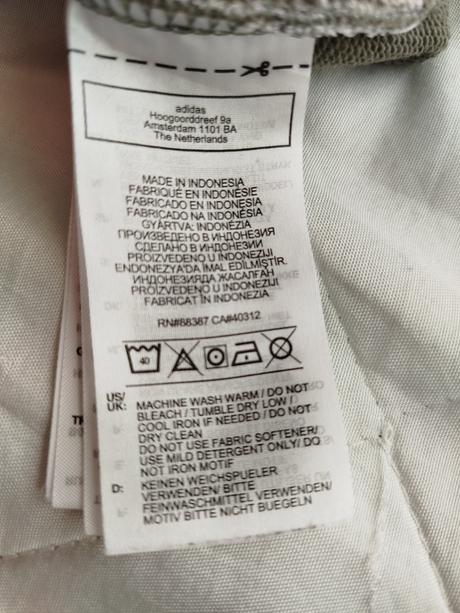 adidas
Hoogoorddreef 9a
Amsterdam 1101 BA
The Netherlands
MADE IN INDONESIA
FABRIQUÉ EN INDONÉSIE
FABRICADO EN INDONESIA
FABRICADO NA INDONÉSIA
GYÁRTVA: INDONÉZIA
ПРОИЗВЕДЕНО В ИНДОНЕЗИЯ
СДЕЛАНО В ИНДОНЕЗИИ
PROIZVEDENO U INDONEZIJI
ENDONEZYA'DA İMAL EDİLMİŞTİR.
ИНДОНЕЗИЯДА ЖАСАЛҒАН
PROIZVEDENO U INDONEZIJI
FABRICAT ÎN INDONEZIA
RN#88387 CA#40312
40
US/
UK: MACHINE WASH WARM / DO NOT
BLEACH / TUMBLE DRY LOW /
COOL IRON IF NEEDED / DO NOT
DRY CLEAN
DO NOT USE FABRIC SOFTENER/
USE MILD DETERGENT ONLY/ DO
NOT IRON MOTIF
D: KEINEN WEICHSPUELER
VERWENDEN/ BITTE
FEINWASCHMITTEL VERWENDEN/
MOTIV BITTE NICHT BUEGELN